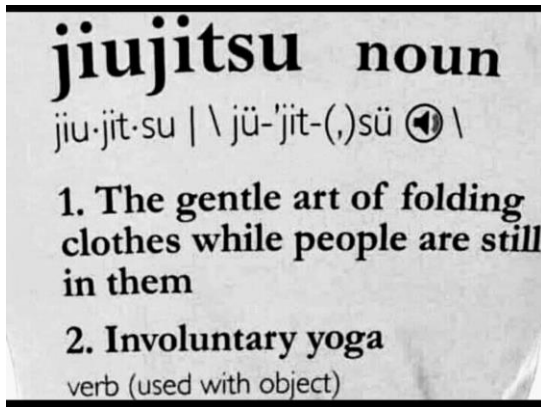 jiujitsu noun
jiu·jit·su | \ jü-'jit-(,)sü \
1. The gentle art of folding
clothes while people are still
in them
2. Involuntary yoga
verb (used with object)